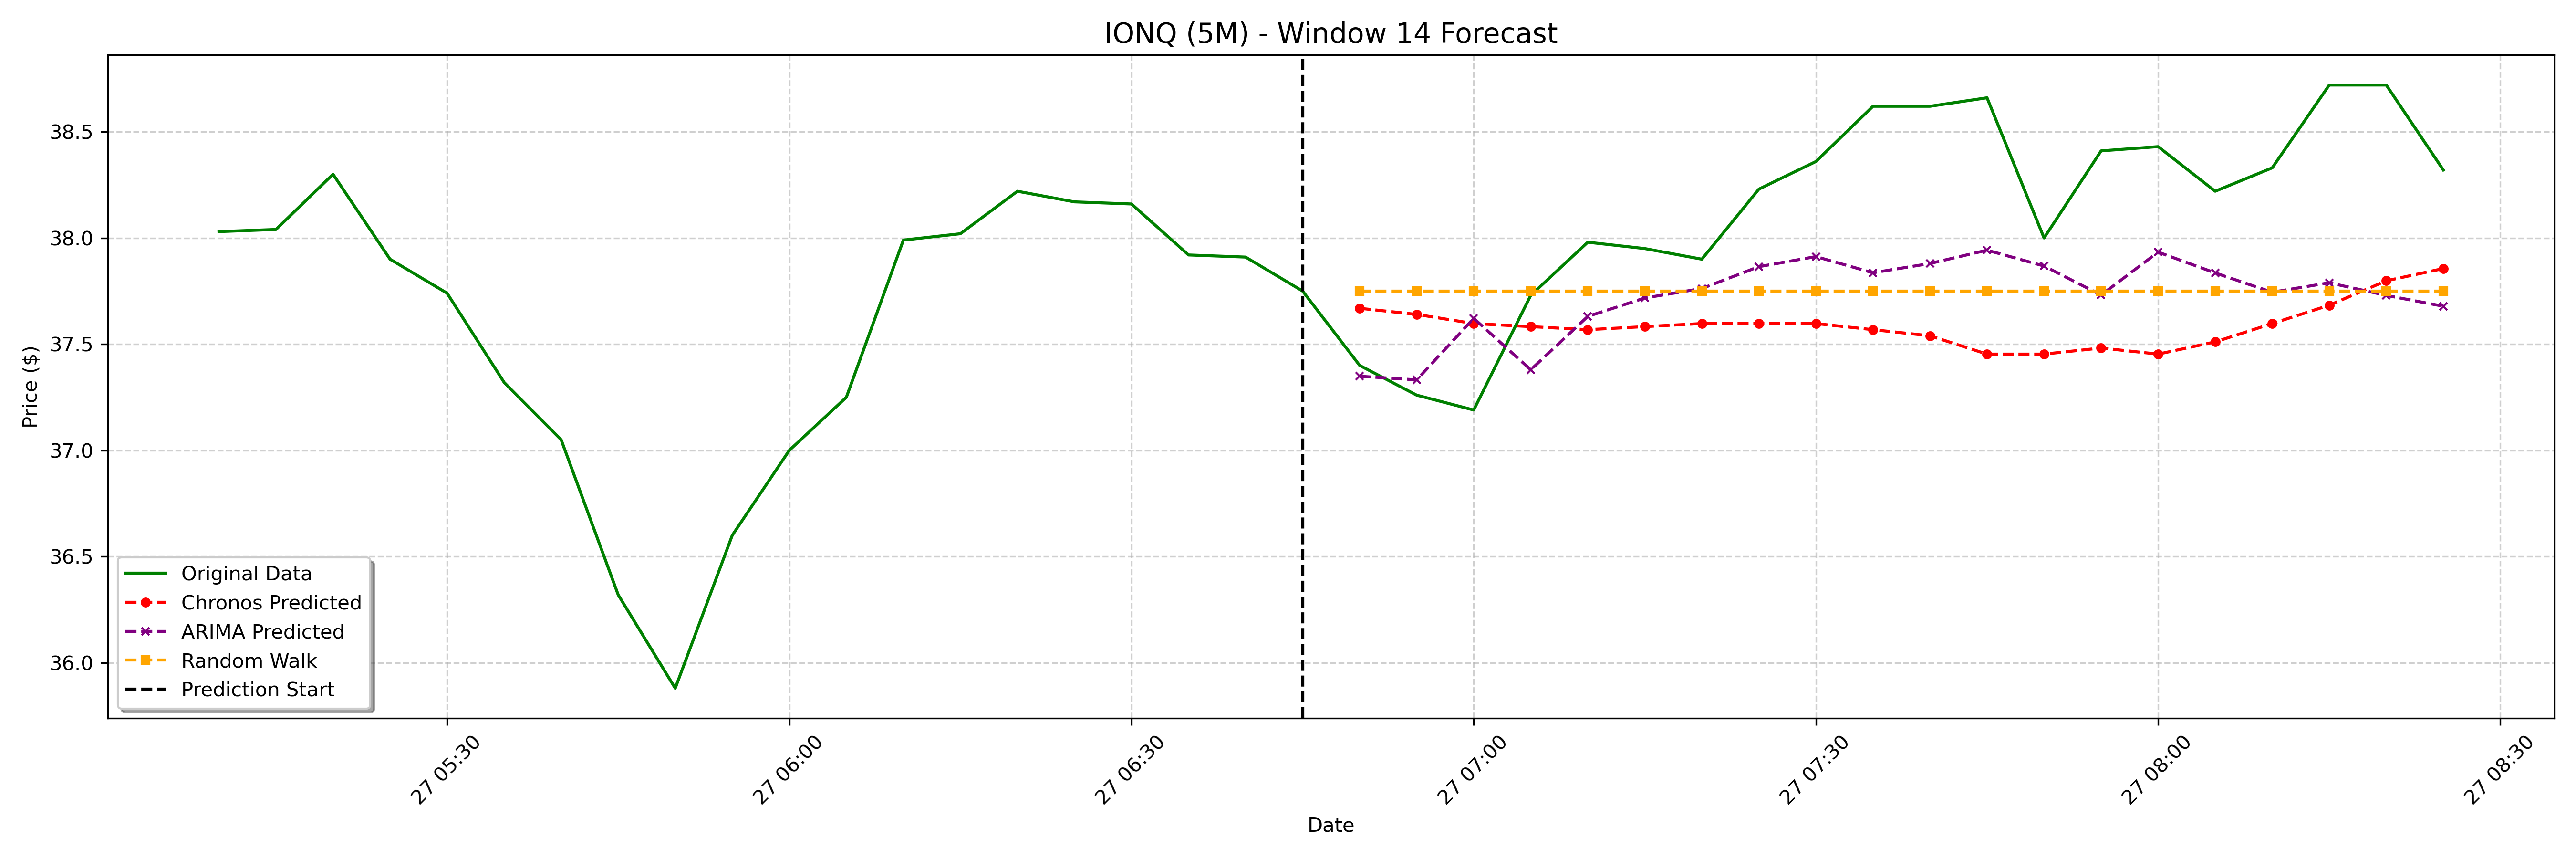 IONQ (5M) - Window 14 Forecast
Price ($)
38.5
38.0
37.5
37.0
36.5
36.0
Original Data
Chronos Predicted
ARIMA Predicted
Random Walk
Prediction Start
27 05:30
27 06:00
27 06:30
27 07:00
27 07:30
27 08:00
27 08:30
Date